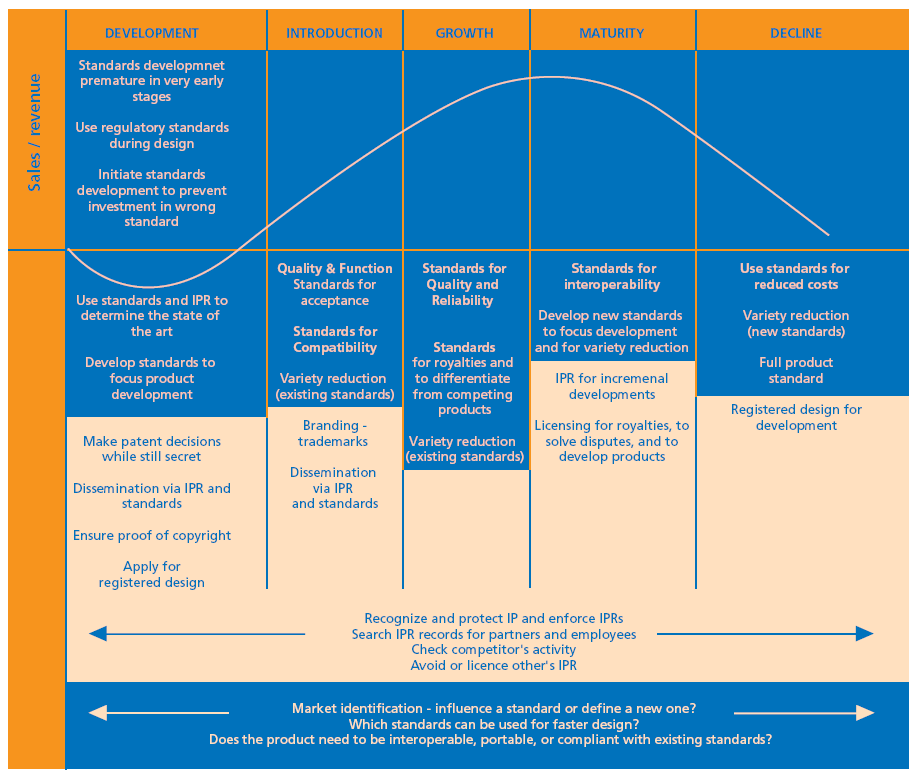 DEVELOPMENT
INTRODUCTION
GROWTH
MATURITY
DECLINE
Sales / revenue
Standards developmnet
premature in very early
stages
Use regulatory standards
during design
Initiate standards
development to prevent
investment in wrong
standard
Use standards and IPR to
determine the state of
the art
Develop standards to
focus product
development
Make patent decisions
while still secret
Dissemination via IPR and
standards
Ensure proof of copyright
Apply for
registered design
Quality & Function
Standards for
acceptance
Standards for
Compatibility
Variety reduction
(existing standards)
Branding -
trademarks
Dissemination
via IPR
and standards
Standards for
Quality and
Reliability
Standards
for royalties and
to differentiate
from competing
products
Variety reduction
(existing standards)
Standards for
interoperability
Develop new standards
to focus development
and for variety reduction
IPR for incremenal
developments
Licensing for royalties, to
solve disputes, and to
develop products
Use standards for
reduced costs
Variety reduction
(new standards)
Full product
standard
Registered design for
development
Recognize and protect IP and enforce IPRs
Search IPR records for partners and employees
Check competitor's activity
Avoid or licence other's IPR
Market identification - influence a standard or define a new one?
Which standards can be used for faster design?
Does the product need to be interoperable, portable, or compliant with existing standards?